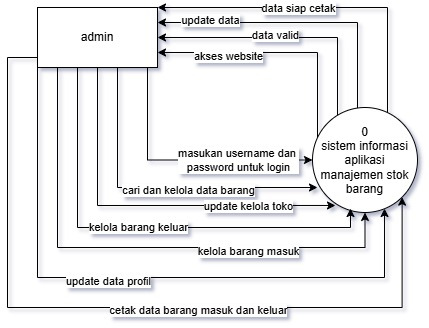 data siap cetak
update data
admin
data valid
akses website
0
sistem informasi
aplikasi
manajemen stok
barang
masukan username dan
password untuk login
cari dan kelola data barang
update kelola toko
kelola barang keluar
kelola barang masuk
update data profil
cetak data barang masuk dan keluar